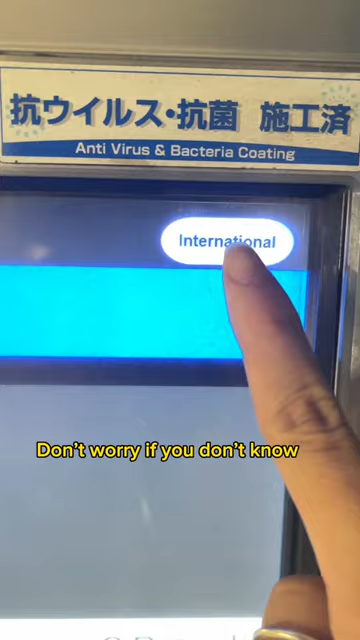 抗ウイルス・抗菌 施工済
Anti Virus & Bacteria Coating
International
Don't worry if you don't know